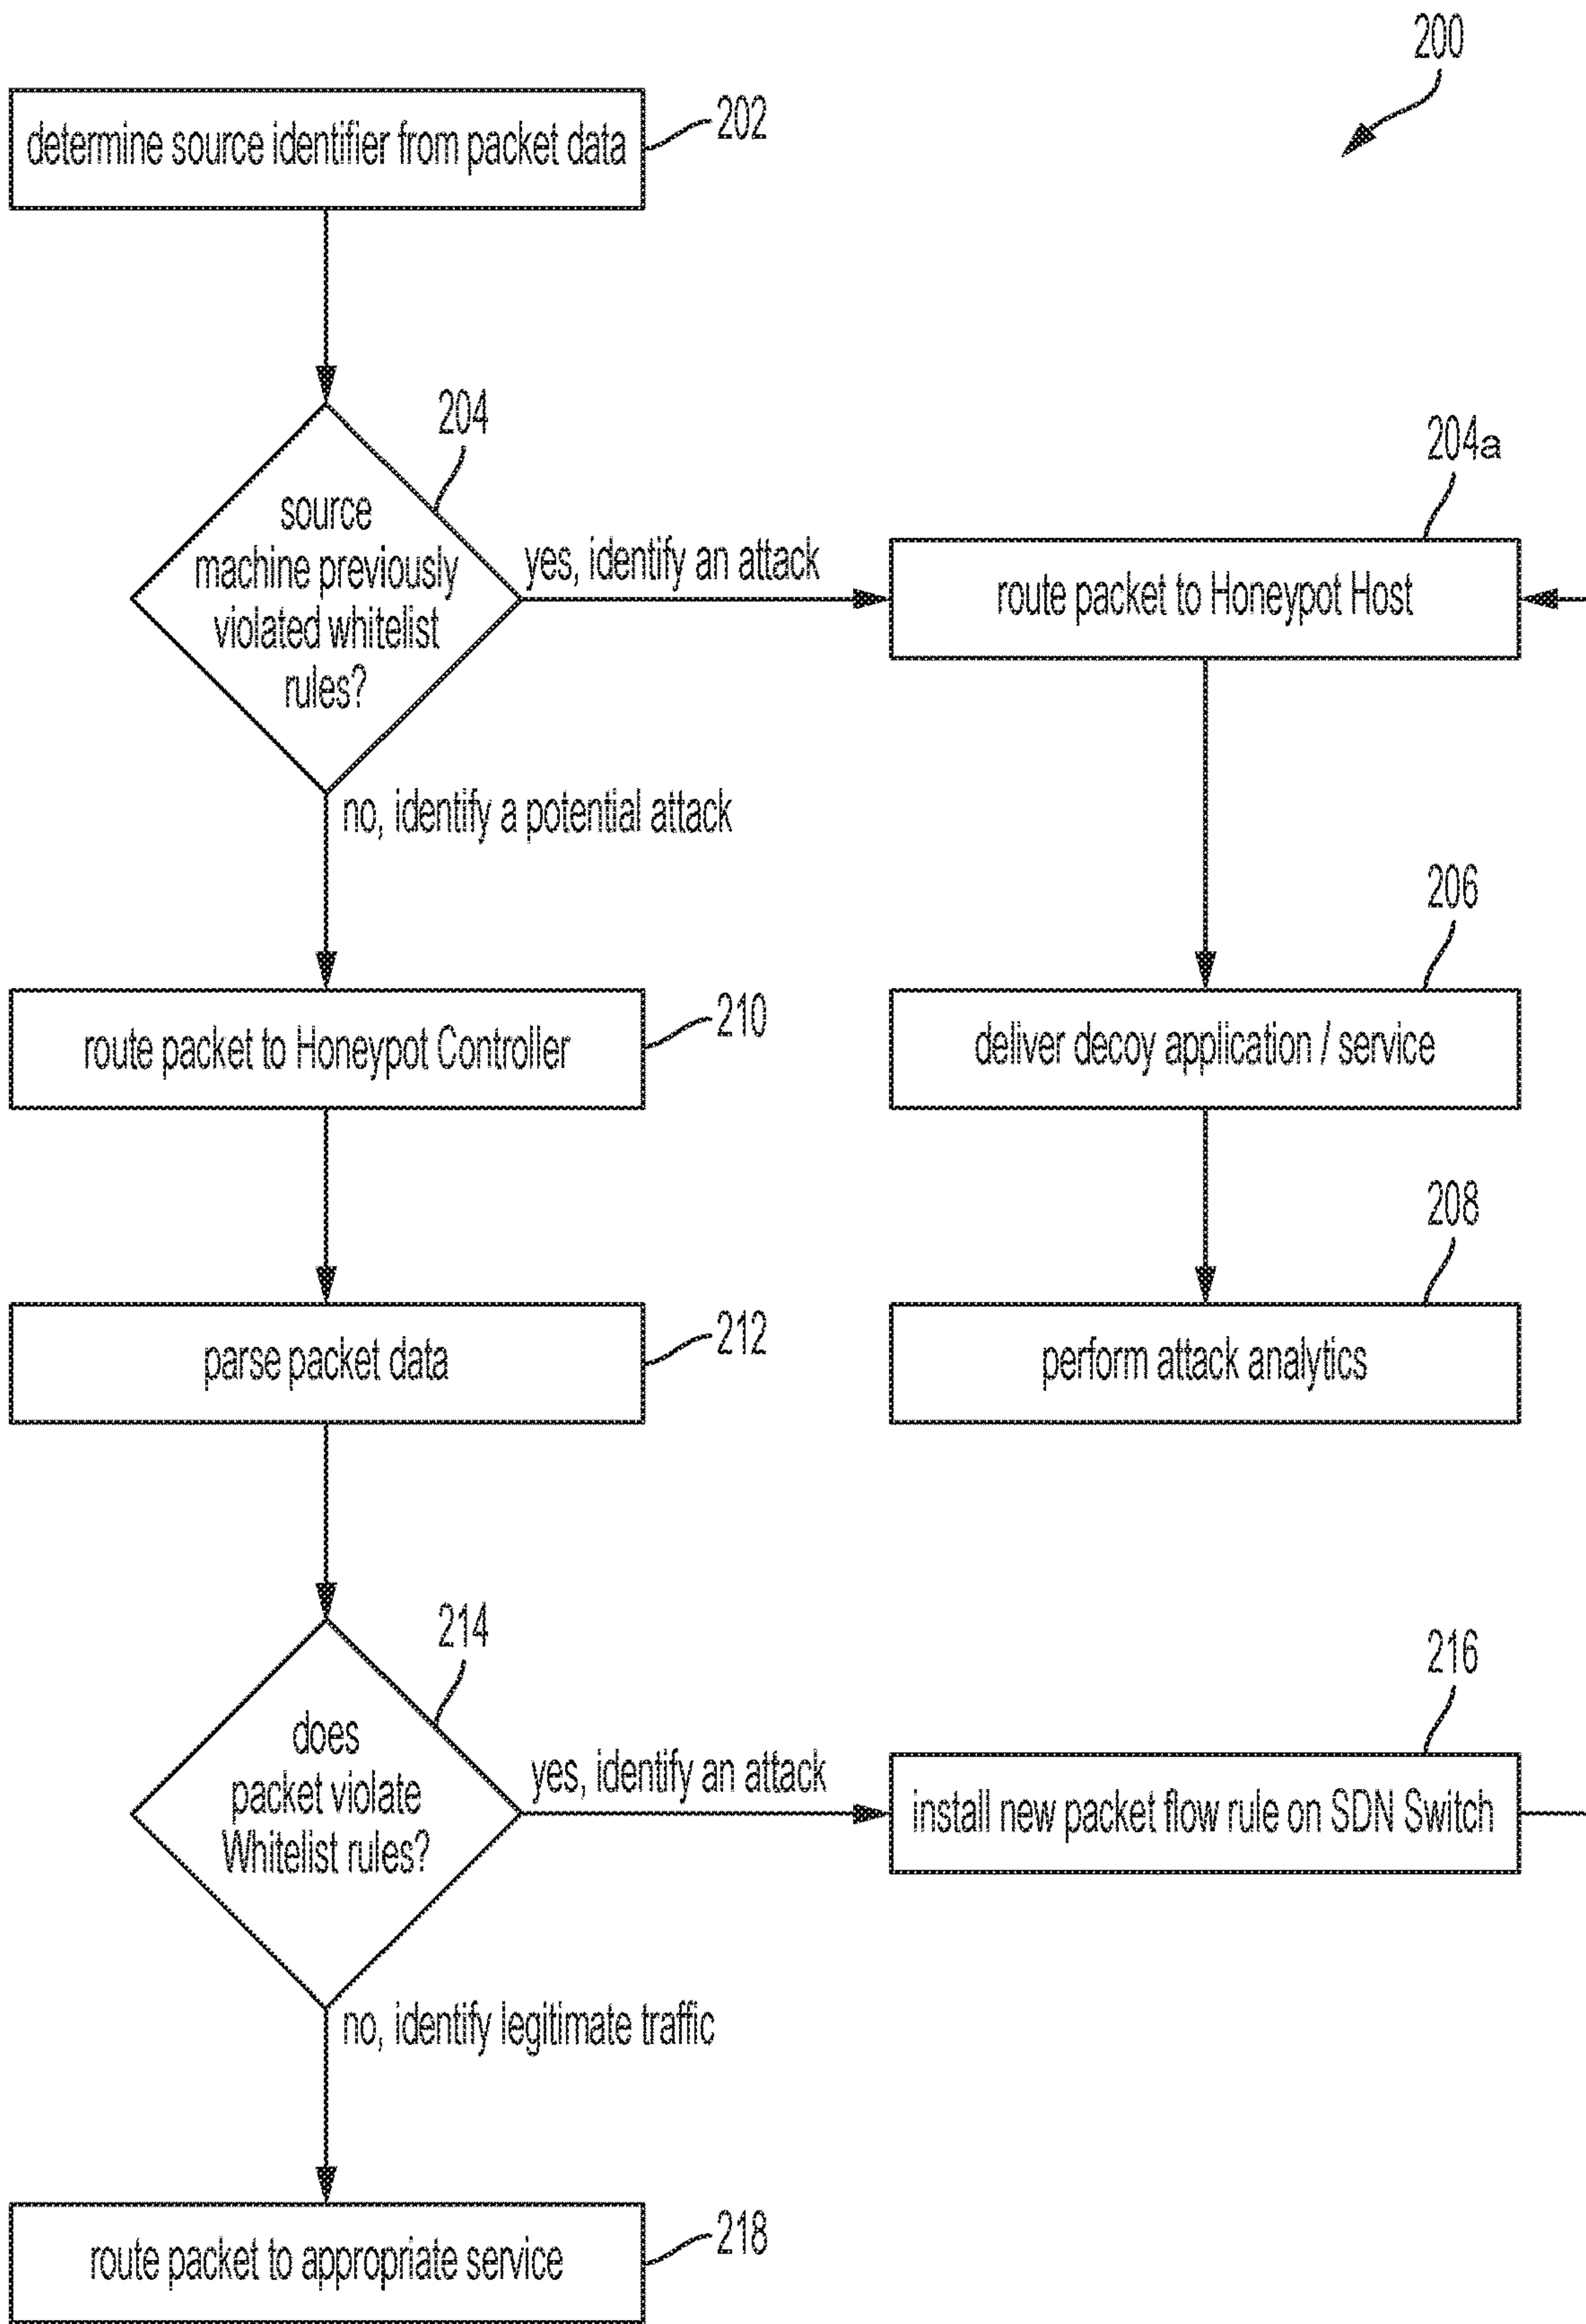 200
determine source identifier from packet data
202
204
source
machine previously
violated whitelist
rules?
yes, identify an attack
204a
route packet to Honeypot Host
no, identify a potential attack
206
route packet to Honeypot Controller
210
deliver decoy application / service
208
parse packet data
212
perform attack analytics
214
does
packet violate
Whitelist rules?
yes, identify an attack
216
install new packet flow rule on SDN Switch
no, identify legitimate traffic
route packet to appropriate service
218